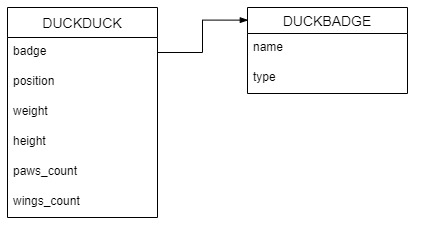 DUCKDUCK
badge
position
weight
height
paws_count
wings_count
DUCKBADGE
name
type